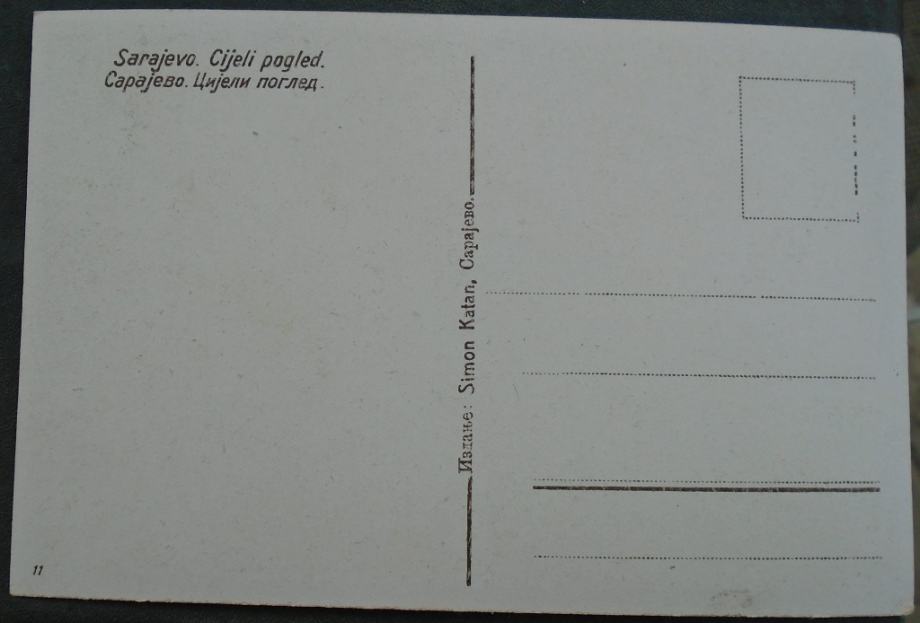 Sarajevo. Cijeli pogled.
Сарајево. Цијели поглед.
Издање: Simon Katan, Сарајево.
11